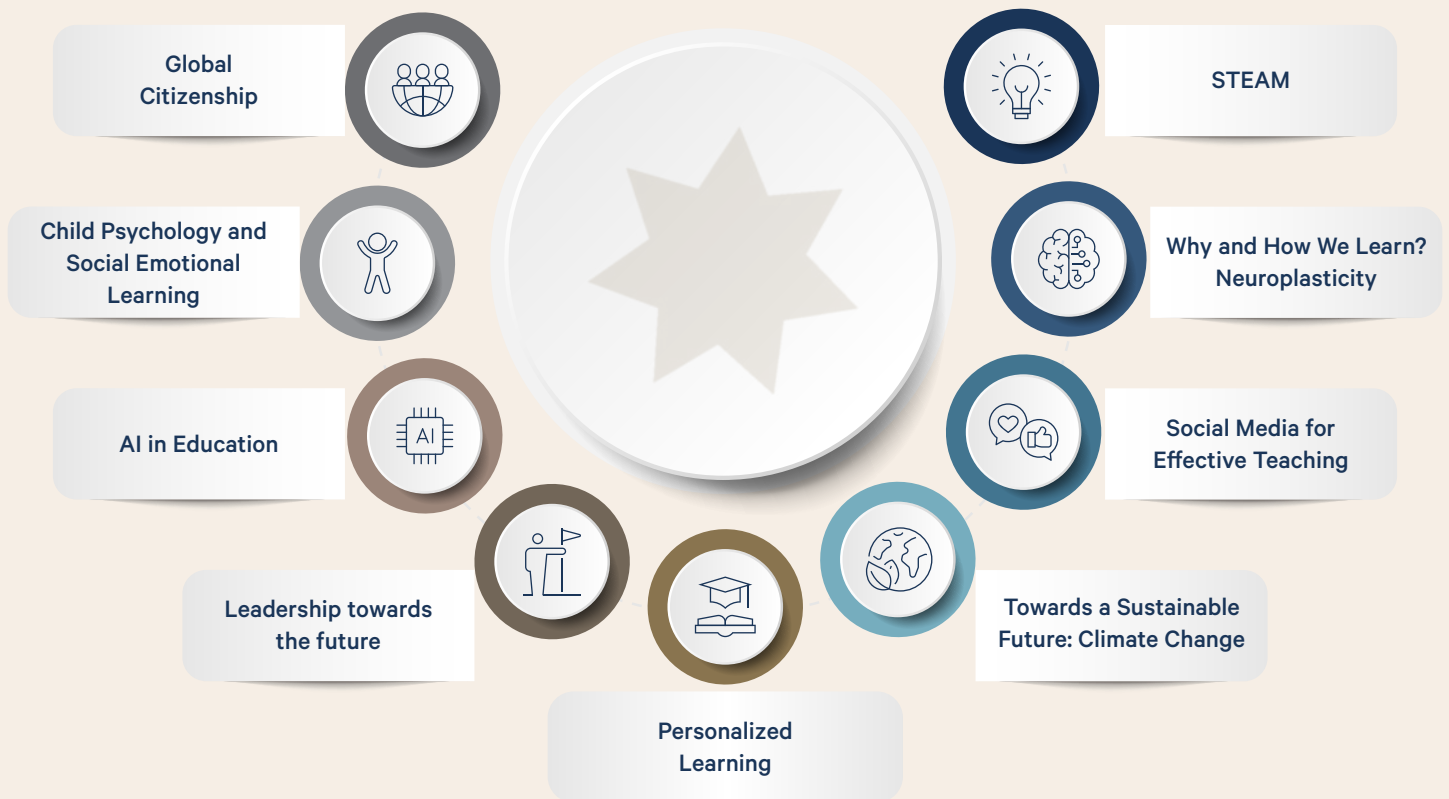 Global
Citizenship
STEAM
Child Psychology and
Social Emotional
Learning
Why and How We Learn?
Neuroplasticity
AI in Education
AI
Social Media for
Effective Teaching
Leadership towards
the future
Towards a Sustainable
Future: Climate Change
Personalized
Learning